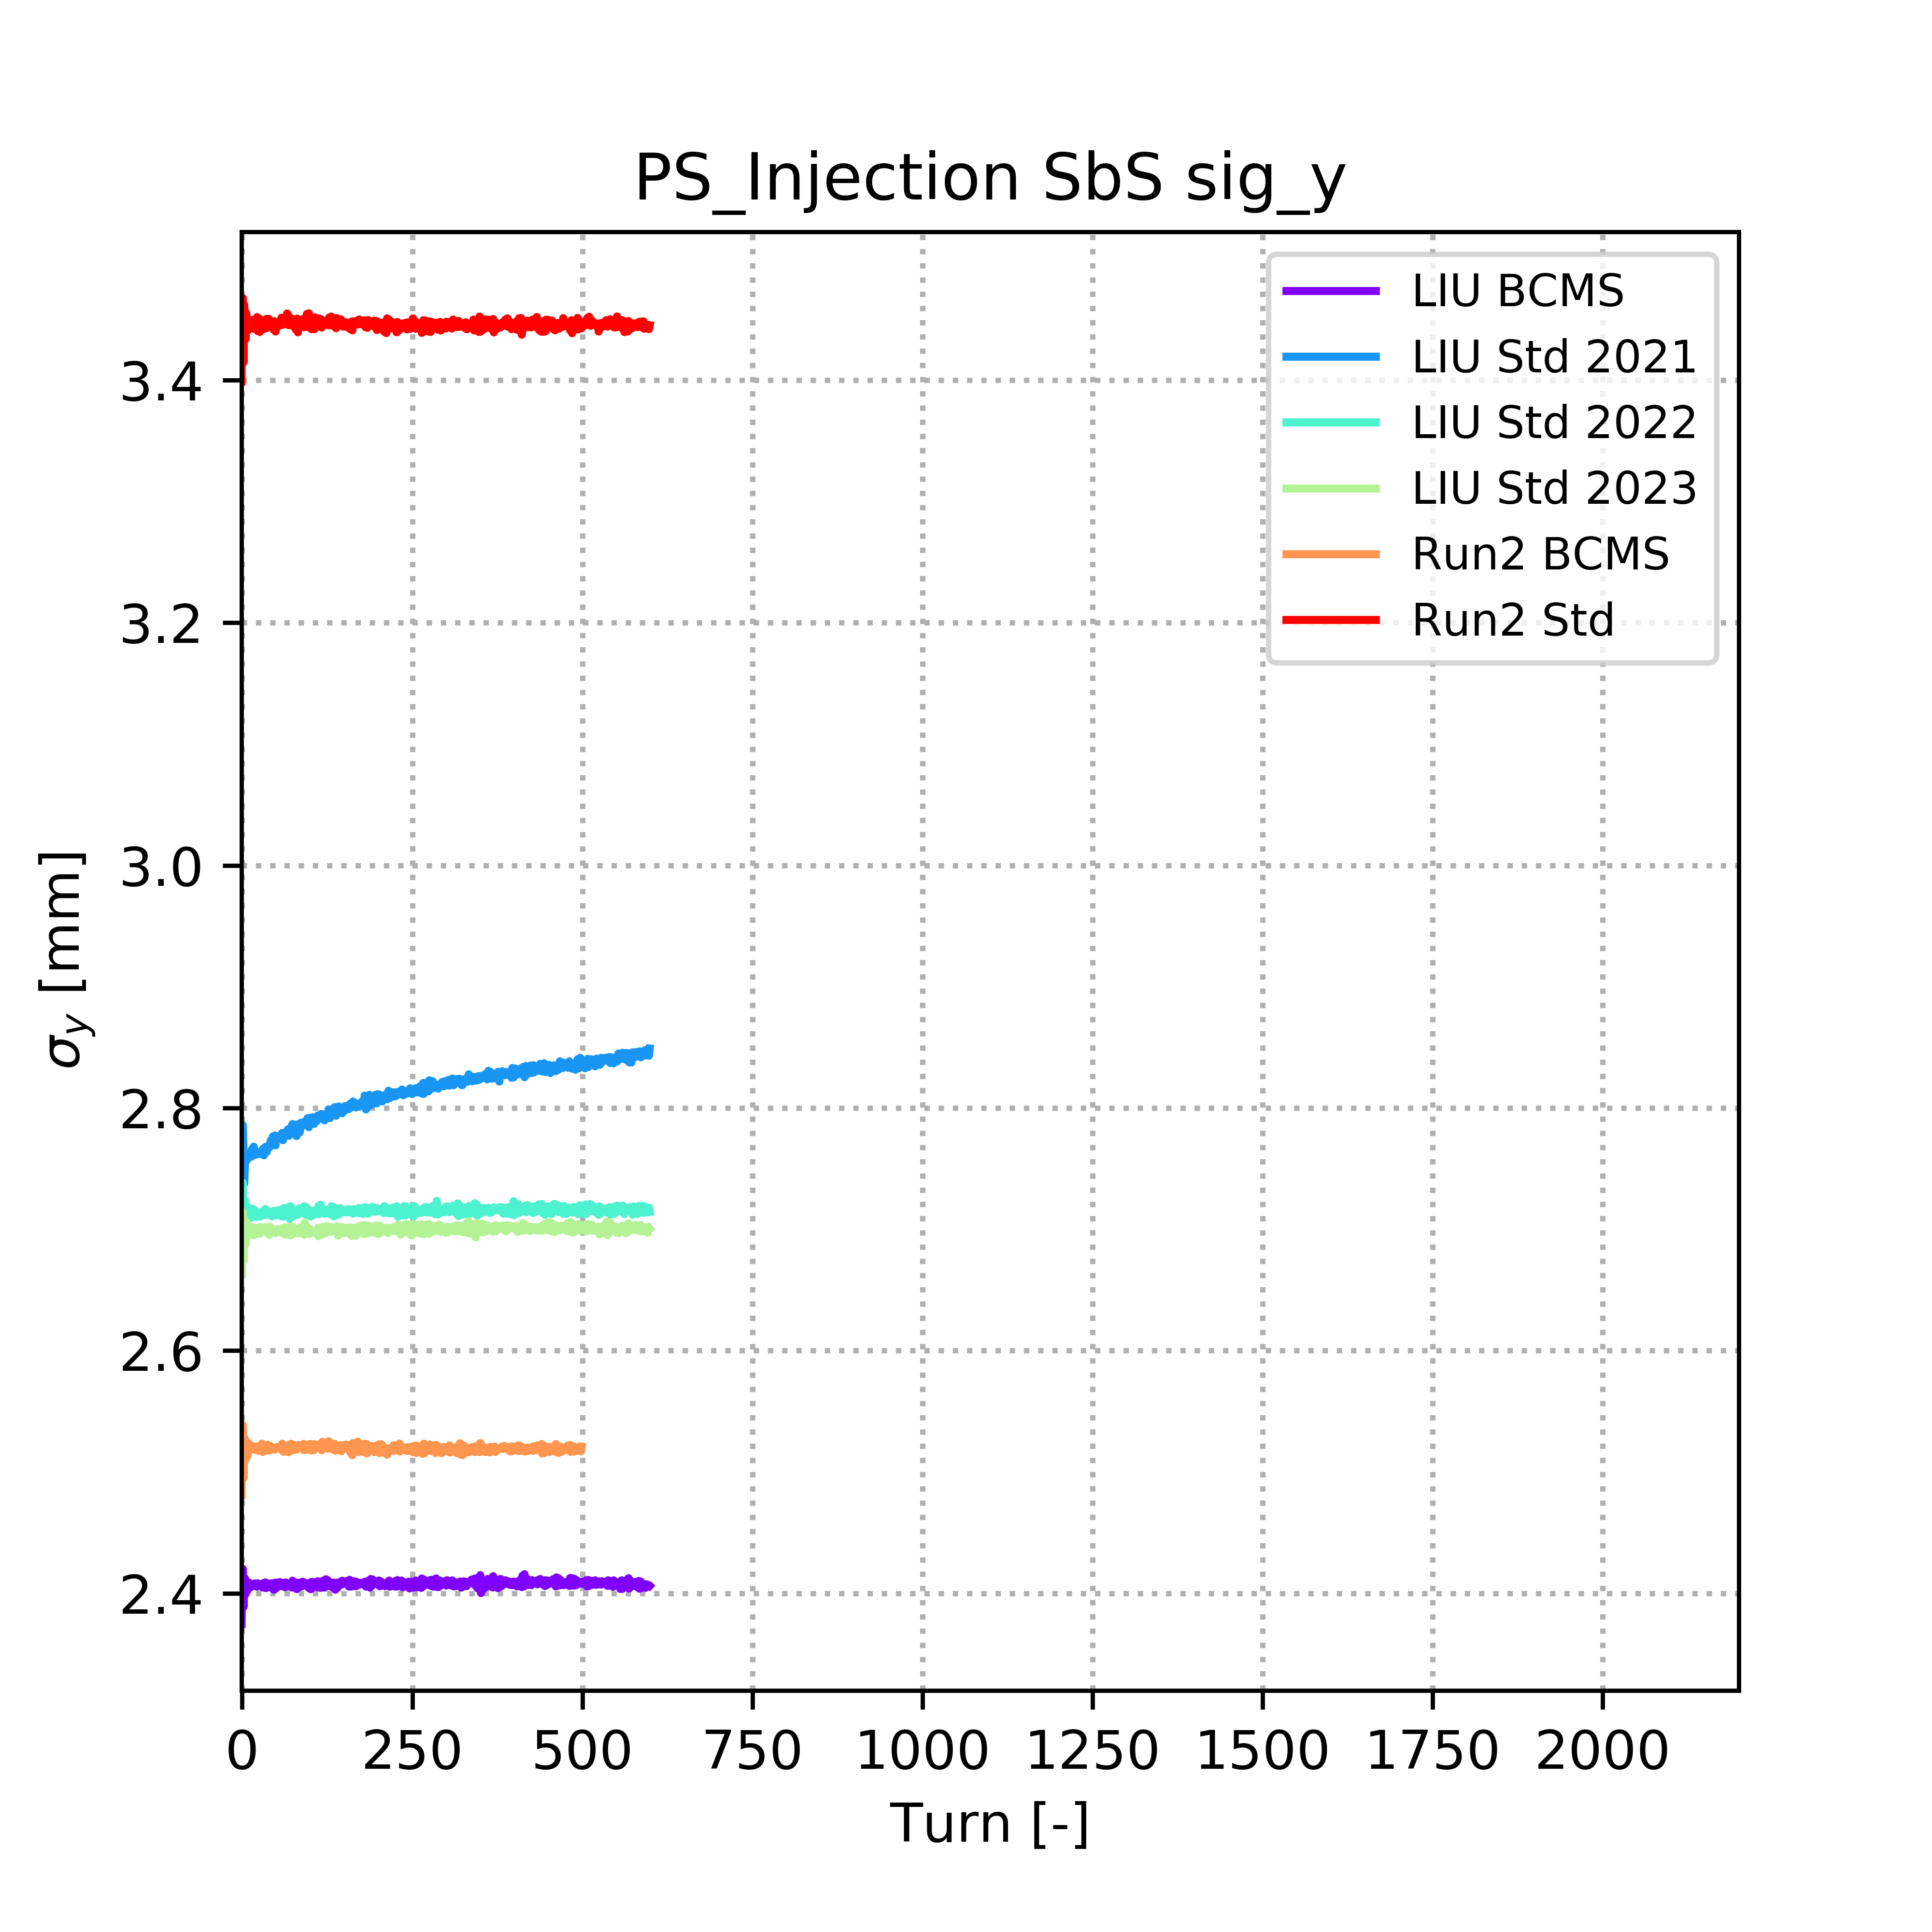 PS_Injection SbS sig_y
LIU BCMS
LIU Std 2021
LIU Std 2022
LIU Std 2023
Run2 BCMS
Run2 Std
3.4
3.2
3.0
2.8
2.6
2.4
σy [mm]
0 250 500 750 1000 1250 1500 1750 2000
Turn [-]